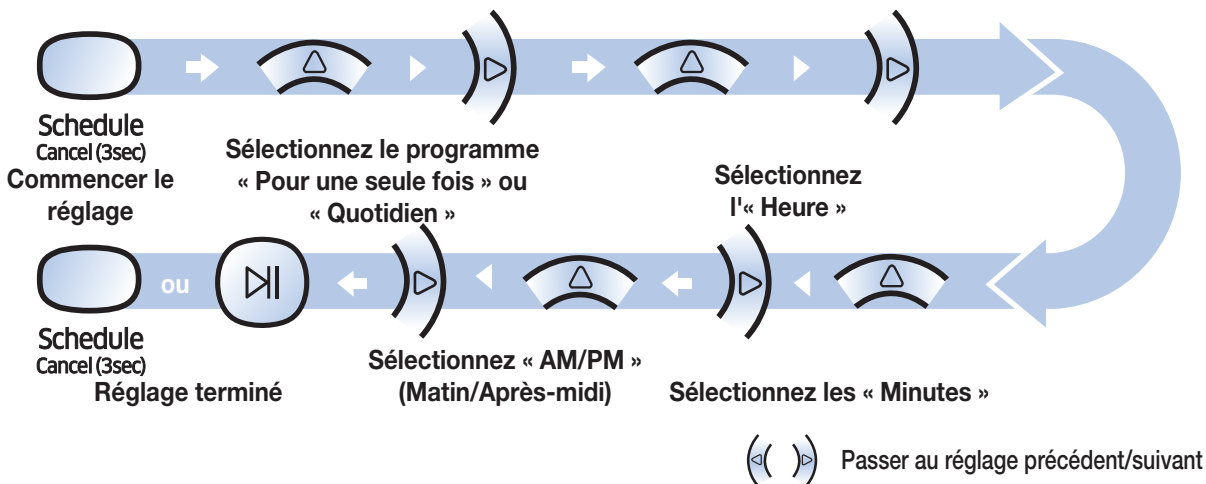 Schedule
Cancel (3sec)
Commencer le
réglage
Sélectionnez le programme
« Pour une seule fois » ou
« Quotidien »
Sélectionnez
l'« Heure »
Sélectionnez les « Minutes »
Sélectionnez « AM/PM »
(Matin/Après-midi)
ou
Schedule
Cancel (3sec)
Réglage terminé
Passer au réglage précédent/suivant